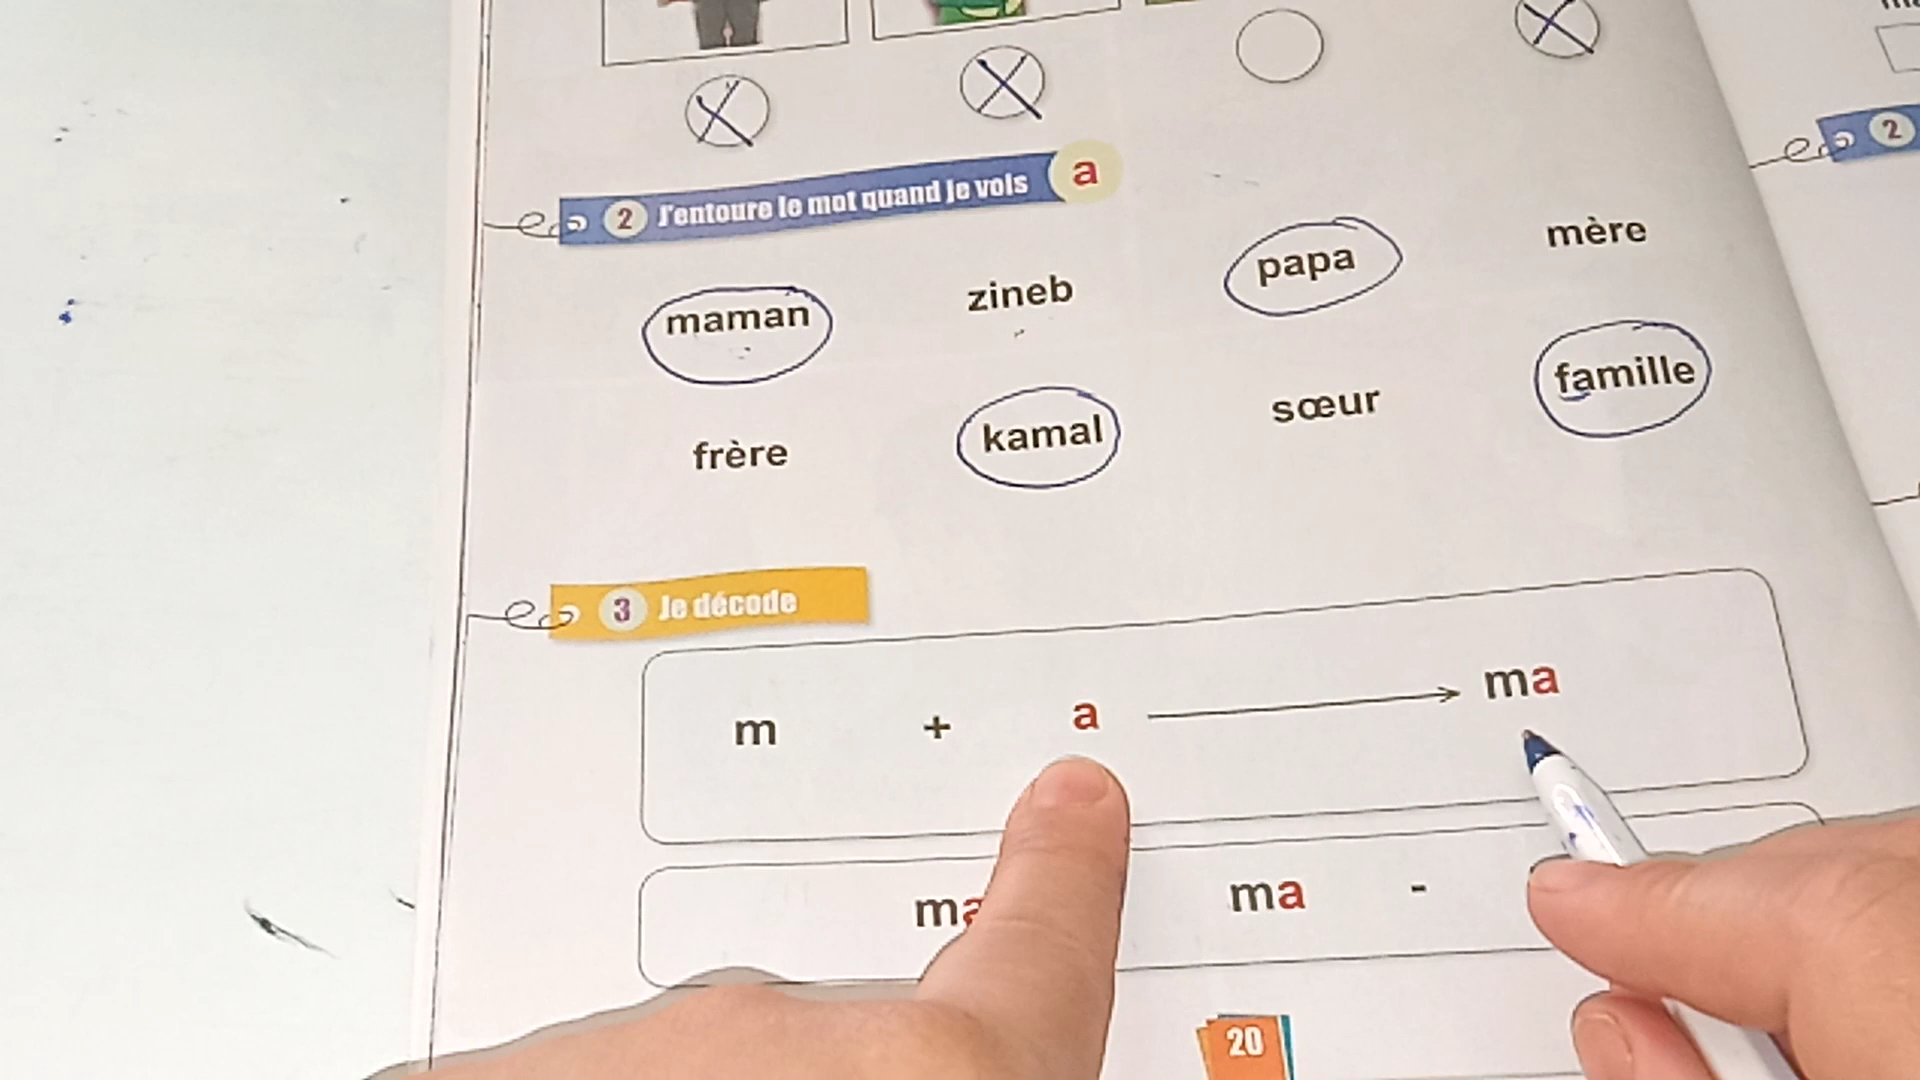 2 J'entoure le mot quand je vois a
maman zineb papa mère
frère kamal sœur famille
3 Je décode
m + a → ma
ma -
20
2